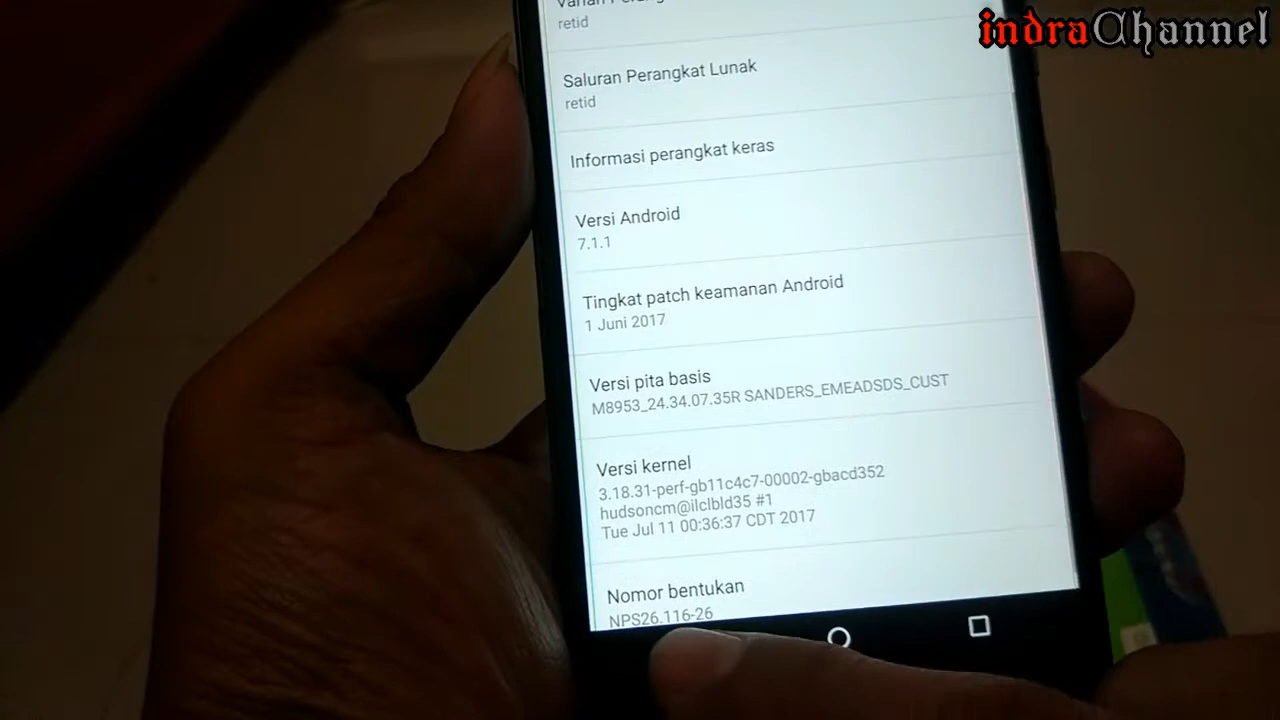 indraChannel
retid
Saluran Perangkat Lunak
retid
Informasi perangkat keras
Versi Android
7.1.1
Tingkat patch keamanan Android
1 Juni 2017
Versi pita basis
M8953_24.34.07.35R SANDERS_EMEADSDS_CUST
Versi kernel
3.18.31-perf-gb11c4c7-00002-gbacd352
hudsoncm@ilclbld35 #1
Tue Jul 11 00:36:37 CDT 2017
Nomor bentukan
NPS26.116-26